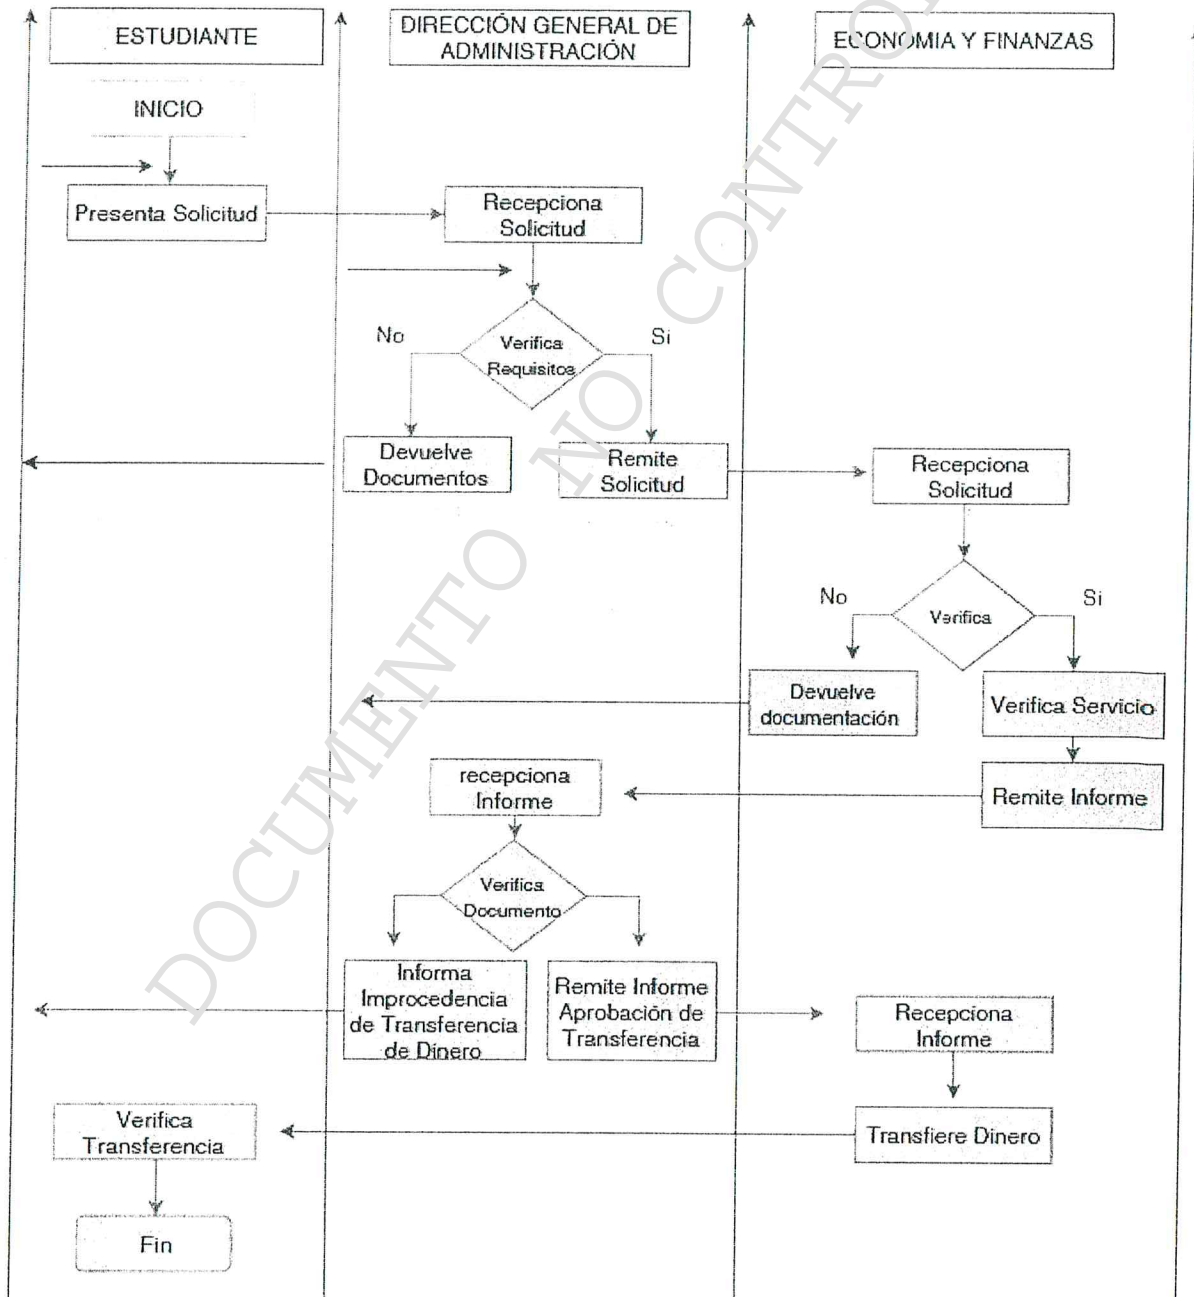 ESTUDIANTE
DIRECCIÓN GENERAL DE
ADMINISTRACIÓN
ECONOMIA Y FINANZAS
INICIO
Presenta Solicitud
Recepciona
Solicitud
No
Verifica
Requisitos
Si
Devuelve
Documentos
Remite
Solicitud
Recepciona
Solicitud
No
Verifica
Si
Devuelve
documentación
Verifica Servicio
recepciona
Informe
Remite Informe
Verifica
Documento
Informa
Improcedencia
de Transferencia
de Dinero
Remite Informe
Aprobación de
Transferencia
Recepciona
Informe
Verifica
Transferencia
Transfiere Dinero
Fin
DOCUMENTO NO CONTRO